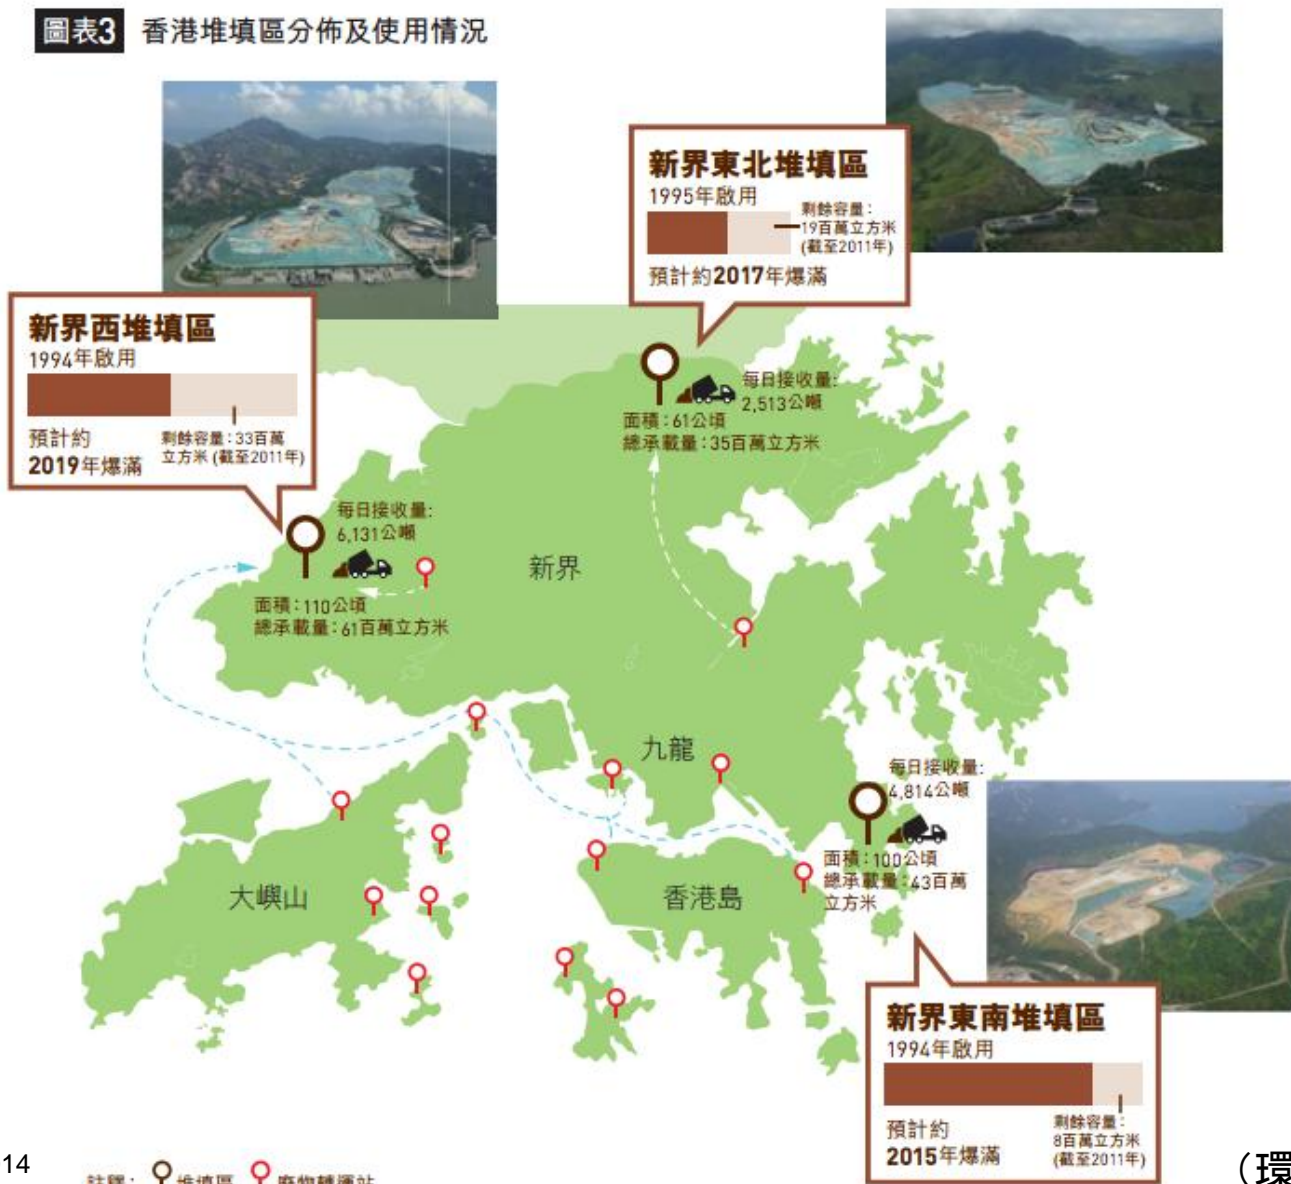 圖表3 香港堆填區分佈及使用情況
新界東北堆填區
1995年啟用
剩餘容量：
19百萬立方米
(截至2011年)
預計約2017年爆滿
新界西堆填區
1994年啟用
預計約
2019年爆滿
剩餘容量：33百萬
立方米 (截至2011年)
每日接收量:
2,513公噸
面積：61公頃
總承載量：35百萬立方米
每日接收量:
6,131公噸
面積：110公頃
總承載量：61百萬立方米
新界
九龍
每日接收量:
4,814公噸
面積：100公頃
總承載量：43百萬
立方米
大嶼山
香港島
新界東南堆填區
1994年啟用
預計約
2015年爆滿
剩餘容量：
8百萬立方米
(截至2011年)
14
（環
註釋： 堆填區 廢物轉運站